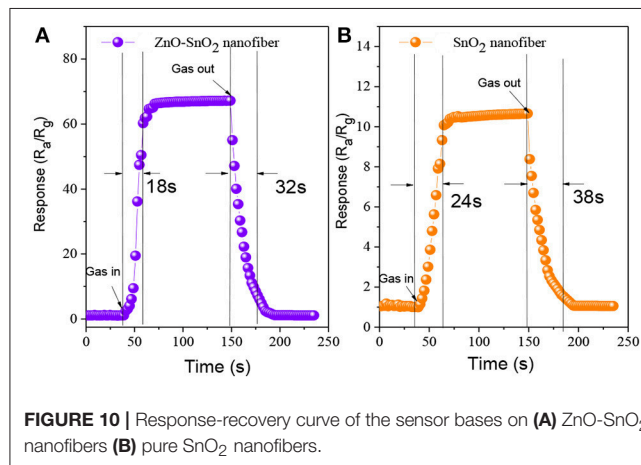 A
ZnO-SnO2 nanofiber
Gas out
18s
32s
Gas in
80
60
40
20
0
0 50 100 150 200 250
Response (Ra/Rg)
Time (s)
B
SnO2 nanofiber
Gas out
24s
38s
Gas in
14
12
10
8
6
4
2
0
0 50 100 150 200 250
Response (Ra/Rg)
Time (s)
FIGURE 10 | Response-recovery curve of the sensor bases on (A) ZnO-SnO2
nanofibers (B) pure SnO2 nanofibers.